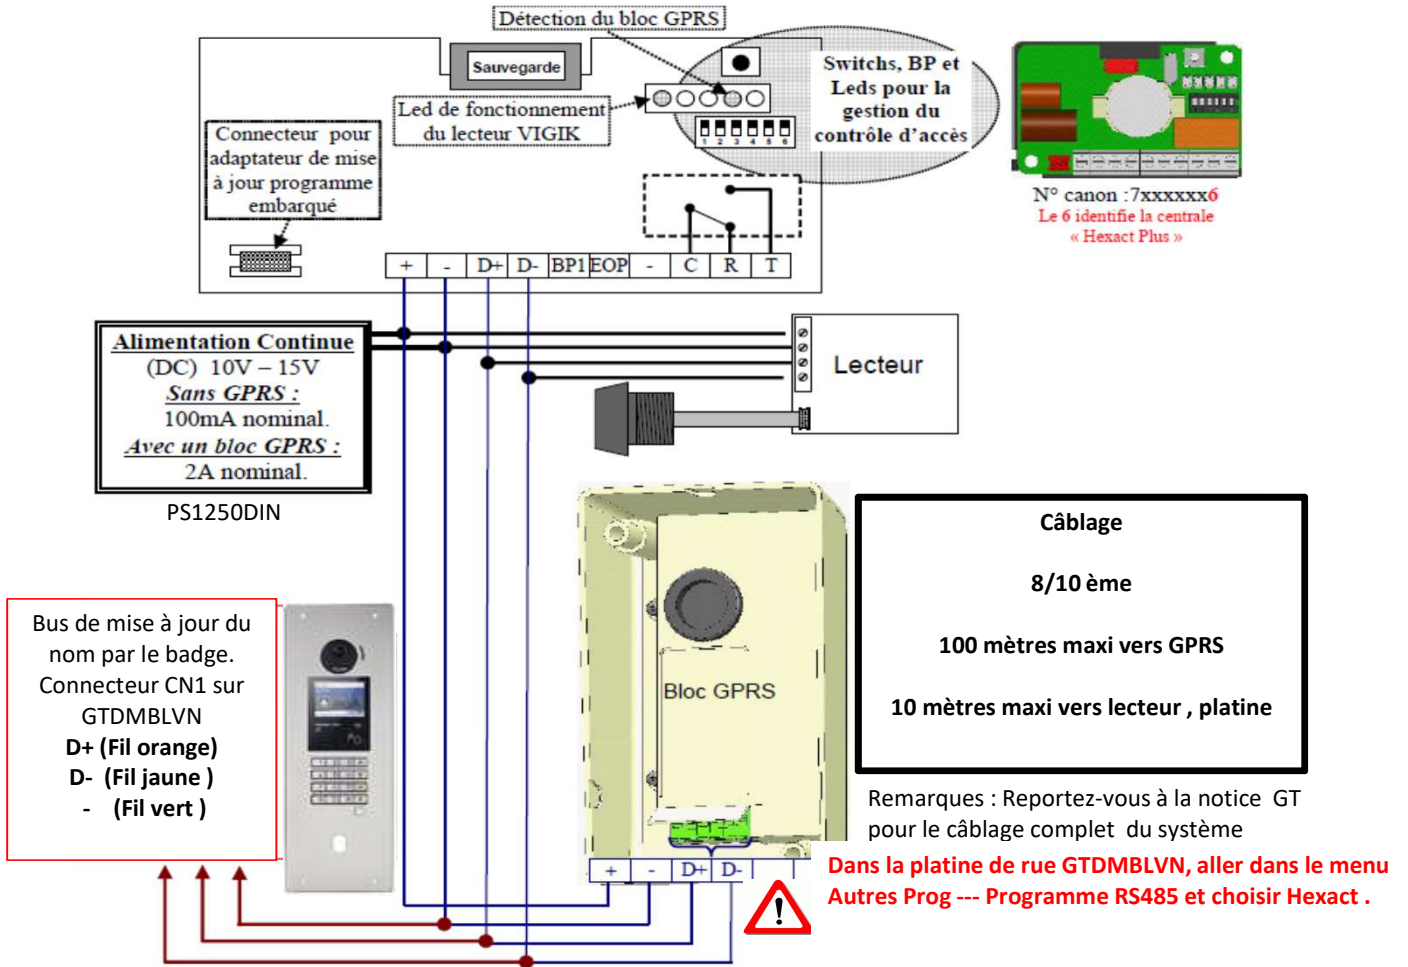 Détection du bloc GPRS
Sauvegarde
Led de fonctionnement
du lecteur VIGIK
Switchs, BP et
Leds pour la
gestion du
contrôle d'accès
1 2 3 4 5 6
Connecteur pour
adaptateur de mise
à jour programme
embarqué
N° canon :7xxxxxx6
Le 6 identifie la centrale
« Hexact Plus »
+ - D+ D- BP1 EOP - C R T
Alimentation Continue
(DC) 10V – 15V
Sans GPRS :
100mA nominal.
Avec un bloc GPRS :
2A nominal.
PS1250DIN
Lecteur
Bus de mise à jour du
nom par le badge.
Connecteur CN1 sur
GTDMBLVN
D+ (Fil orange)
D- (Fil jaune )
- (Fil vert )
Bloc GPRS
+ - D+ D-
Câblage
8/10 ème
100 mètres maxi vers GPRS
10 mètres maxi vers lecteur , platine
Remarques : Reportez-vous à la notice GT
pour le câblage complet du système
!
Dans la platine de rue GTDMBLVN, aller dans le menu
Autres Prog --- Programme RS485 et choisir Hexact .